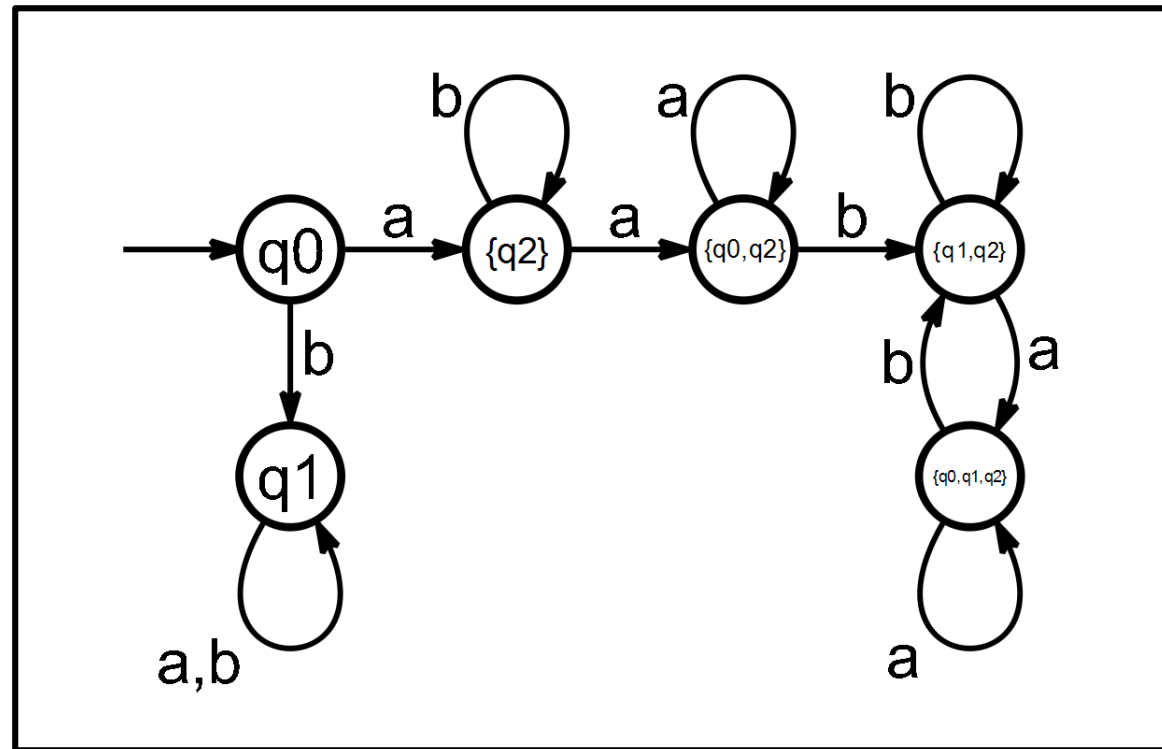 b a b
a a b
q0 {q2} {q0,q2} {q1,q2}
b b a
q1 {q0,q1,q2}
a,b a